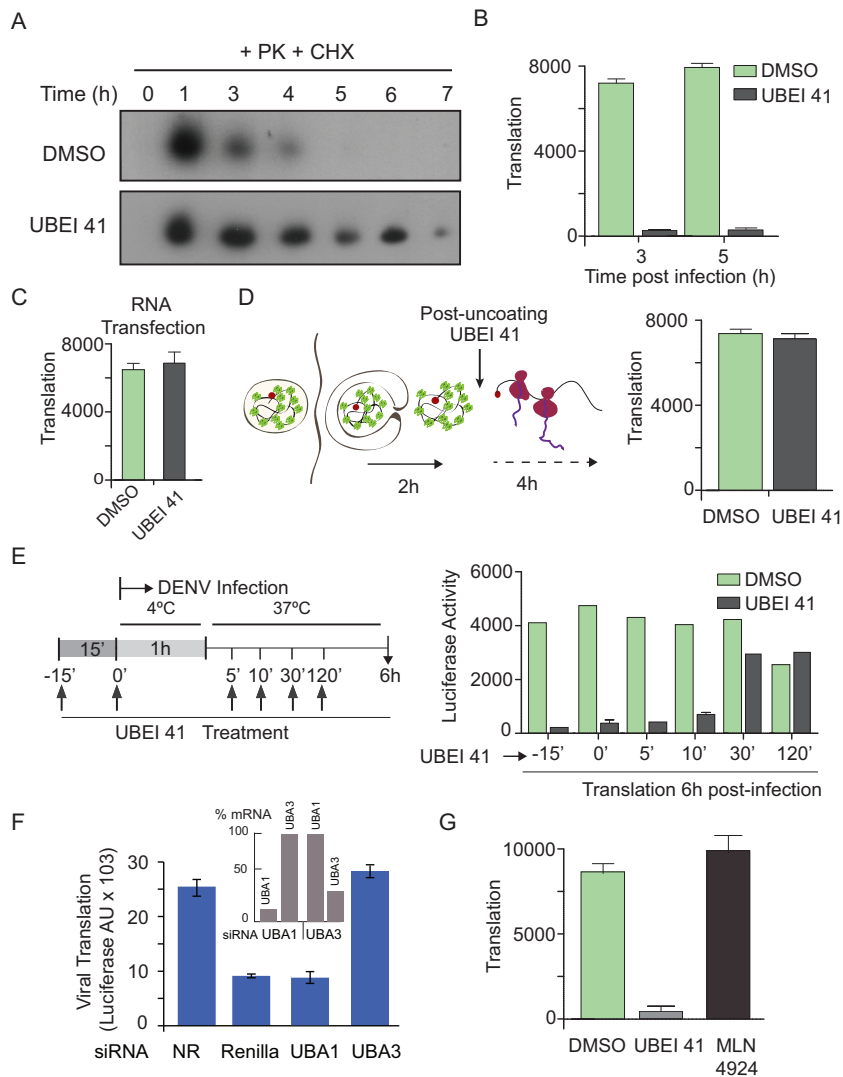 A
+ PK + CHX
Time (h) 0 1 3 4 5 6 7
DMSO
UBEI 41
B
8000
4000
0
Translation
DMSO
UBEI 41
3 5
Time post infection (h)
C
RNA
Transfection
8000
4000
0
Translation
DMSO
UBEI 41
D
Post-uncoating
UBEI 41
2h
4h
8000
4000
0
Translation
DMSO UBEI 41
E
DENV Infection
4ºC 37ºC
15' 1h
-15' 0' 5' 10' 30' 120' 6h
UBEI 41 Treatment
6000
4000
2000
0
Luciferase Activity
DMSO
UBEI 41
UBEI 41 -15' 0' 5' 10' 30' 120'
Translation 6h post-infection
F
30
20
10
0
Viral Translation
(Luciferase AU x 103)
siRNA NR Renilla UBA1 UBA3
% mRNA
100
50
0
UBA1
UBA3
UBA1
UBA3
siRNA UBA1 UBA3
G
10000
5000
0
Translation
DMSO UBEI 41 MLN
4924